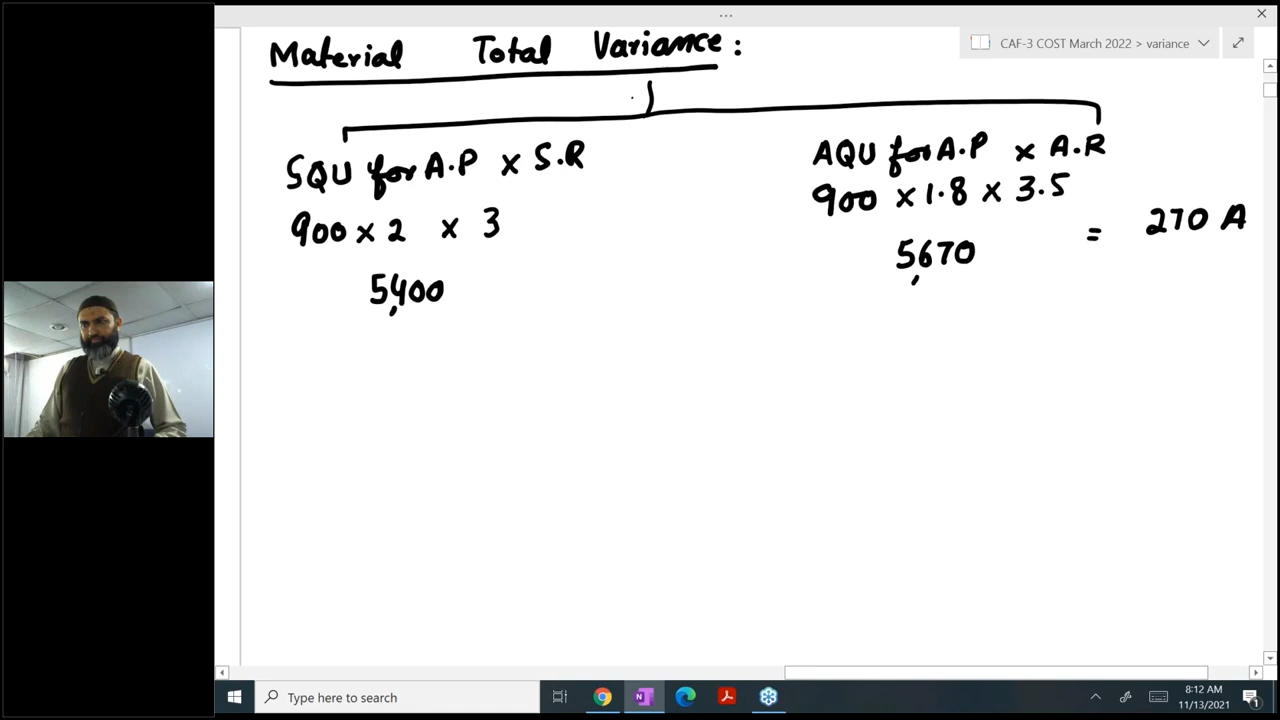 Material Total Variance:
CAF-3 COST March 2022 > variance
SQU for A.P x S.R
900 x 2 x 3
5,400
AQU for A.P x A.R
900 x 1.8 x 3.5
5,670
= 270 A
Type here to search
8:12 AM
11/13/2021
1